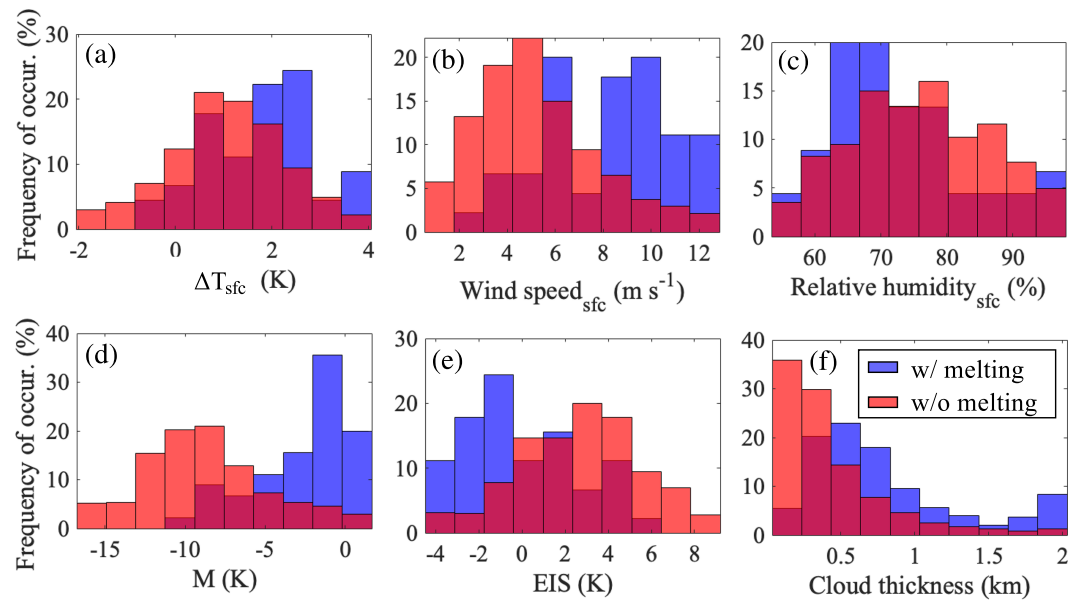 (a)
Frequency of occur. (%)
30
20
10
0
-2 0 2 4
ΔTsfc (K)
(b)
20
15
10
5
0
2 4 6 8 10 12
Wind speedsfc (m s-1)
(c)
20
15
10
5
0
60 70 80 90
Relative humiditysfc (%)
(d)
Frequency of occur. (%)
40
30
20
10
0
-15 -10 -5 0
M (K)
(e)
30
20
10
0
-4 -2 0 2 4 6 8
EIS (K)
(f)
w/ melting
w/o melting
40
30
20
10
0
0.5 1 1.5 2
Cloud thickness (km)